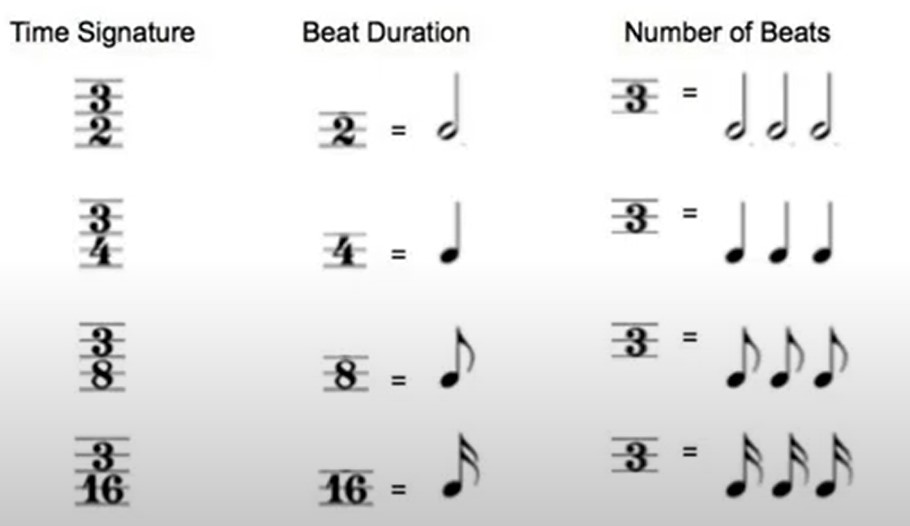 Time Signature Beat Duration Number of Beats
3
2 2 = 3 =
3
4 4 = 3 =
3
8 8 = 3 =
3
16 16 = 3 =